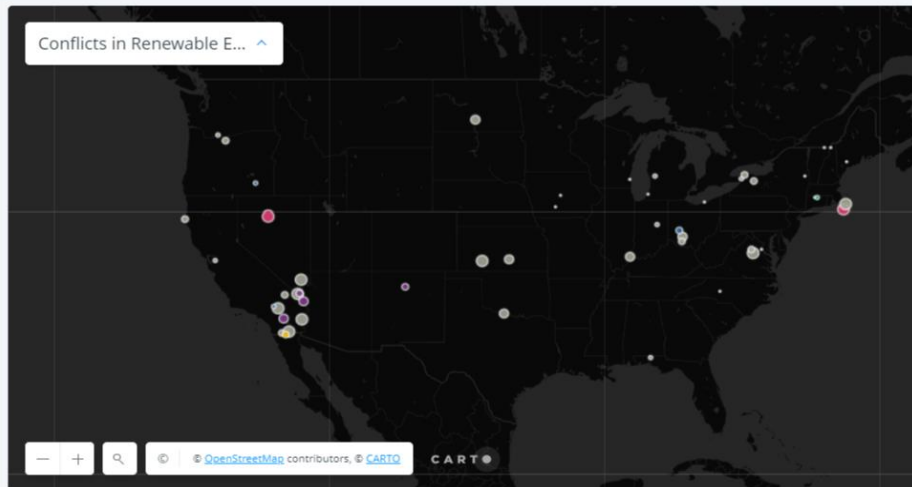 Conflicts in Renewable E...
− + © © OpenStreetMap contributors, © CARTO CARTO